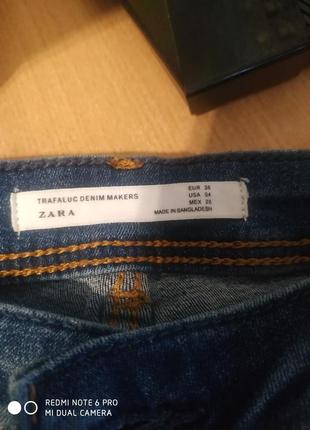 TRAFALUC DENIM MAKERS
ZARA
EUR 36
USA 04
MEX 26
MADE IN BANGLADESH
REDMI NOTE 6 PRO
MI DUAL CAMERA